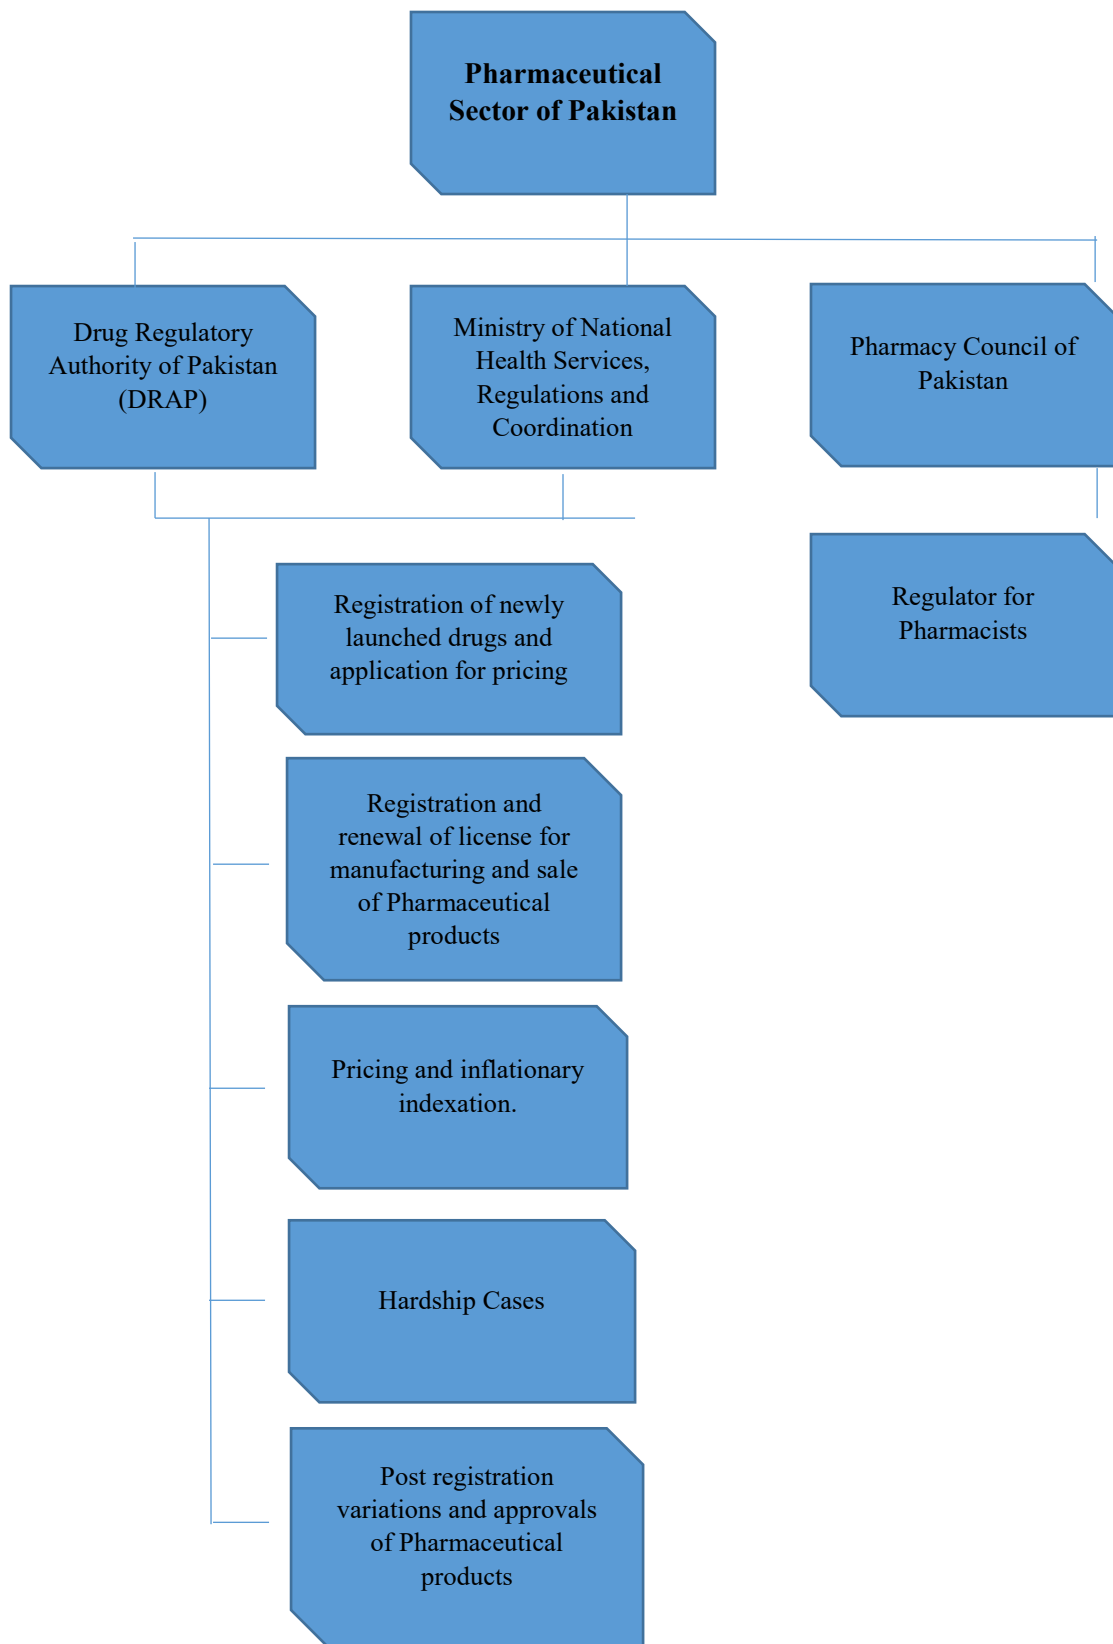 Pharmaceutical
Sector of Pakistan
Drug Regulatory
Authority of Pakistan
(DRAP)
Ministry of National
Health Services,
Regulations and
Coordination
Pharmacy Council of
Pakistan
Registration of newly
launched drugs and
application for pricing
Regulator for
Pharmacists
Registration and
renewal of license for
manufacturing and sale
of Pharmaceutical
products
Pricing and inflationary
indexation.
Hardship Cases
Post registration
variations and approvals
of Pharmaceutical
products